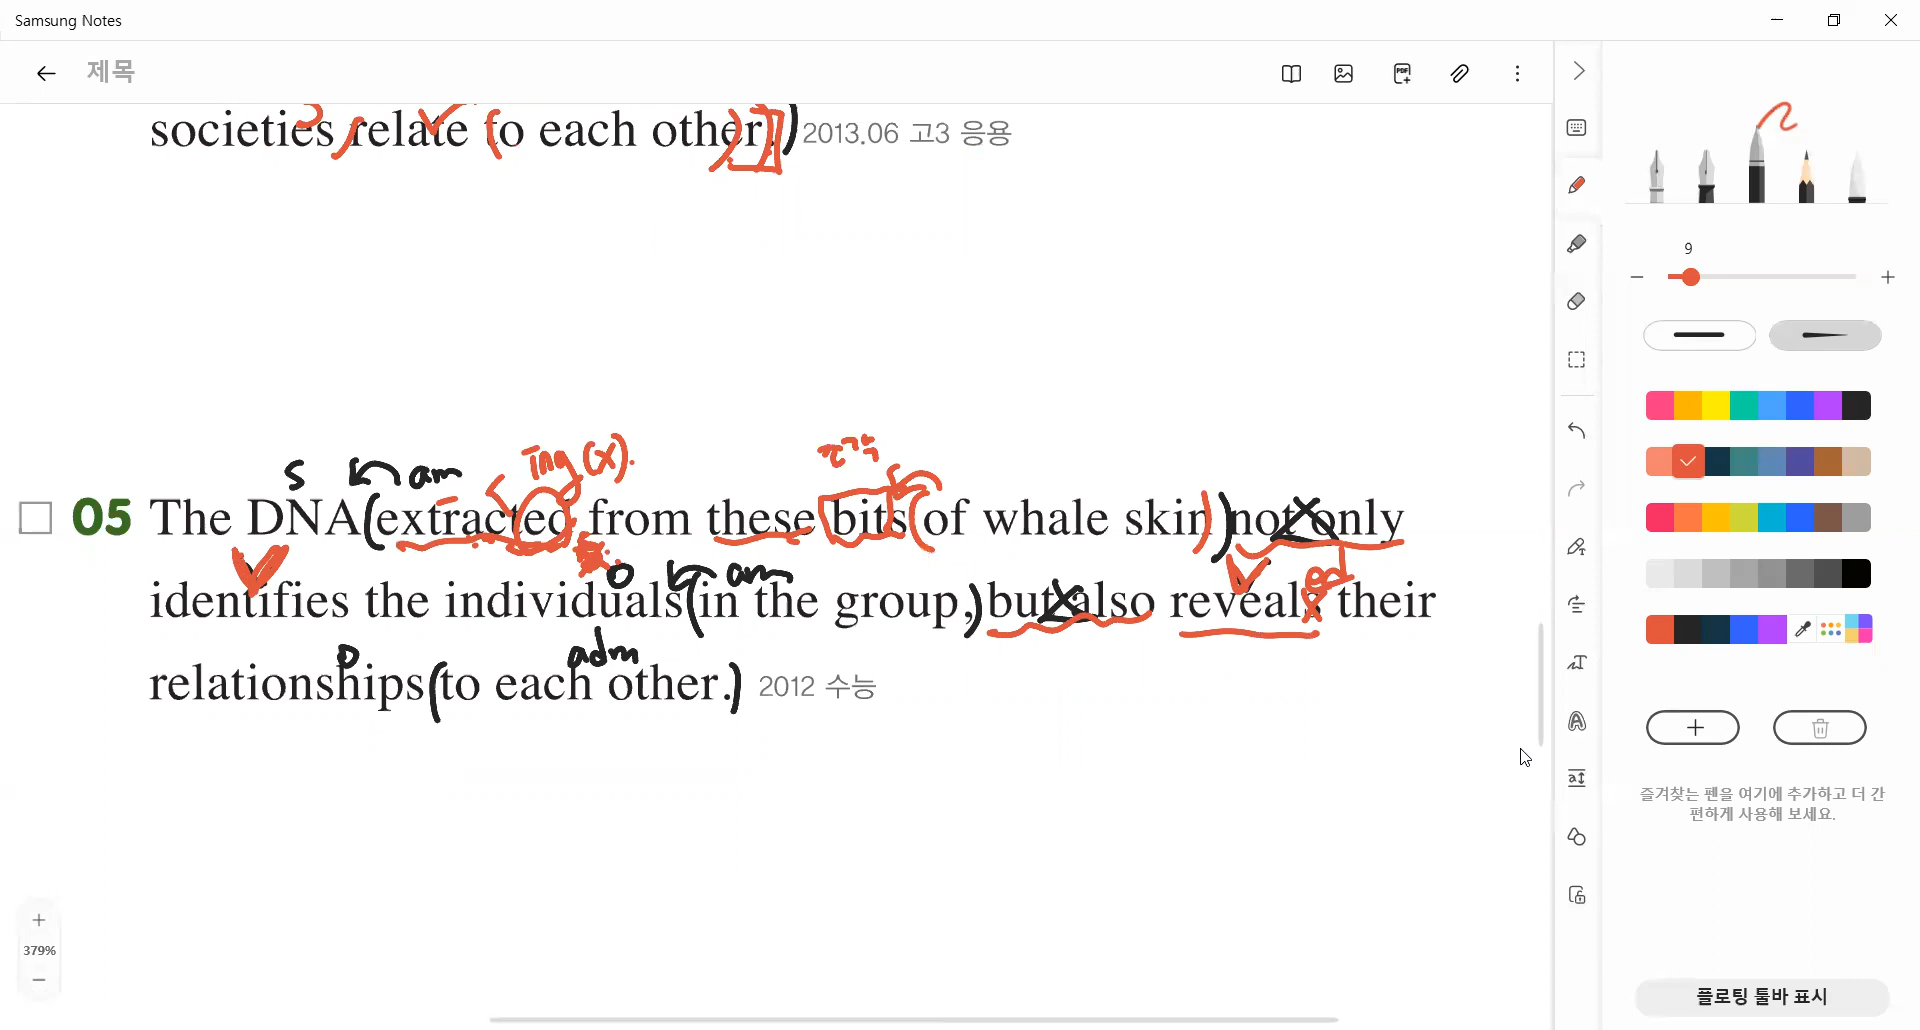 Samsung Notes
제목
societies relate to each other.) 2013.06 고3 응용
9
S am ing (x).
05 The DNA (extracted from these bits (of whale skin)) not only
O am ed
identifies the individuals (in the group,) but also reveals their
O adm
relationships (to each other.) 2012 수능
즐겨찾는 펜을 여기에 추가하고 더 간
편하게 사용해 보세요.
379%
플로팅 툴바 표시